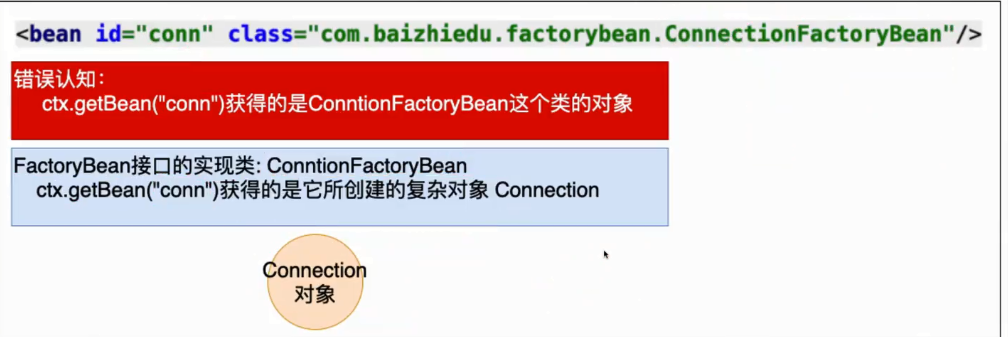 <bean id="conn" class="com.baizhiedu.factorybean.ConnectionFactoryBean"/>
错误认知：
ctx.getBean("conn")获得的是ConntionFactoryBean这个类的对象
FactoryBean接口的实现类: ConntionFactoryBean
ctx.getBean("conn")获得的是它所创建的复杂对象 Connection
Connection
对象